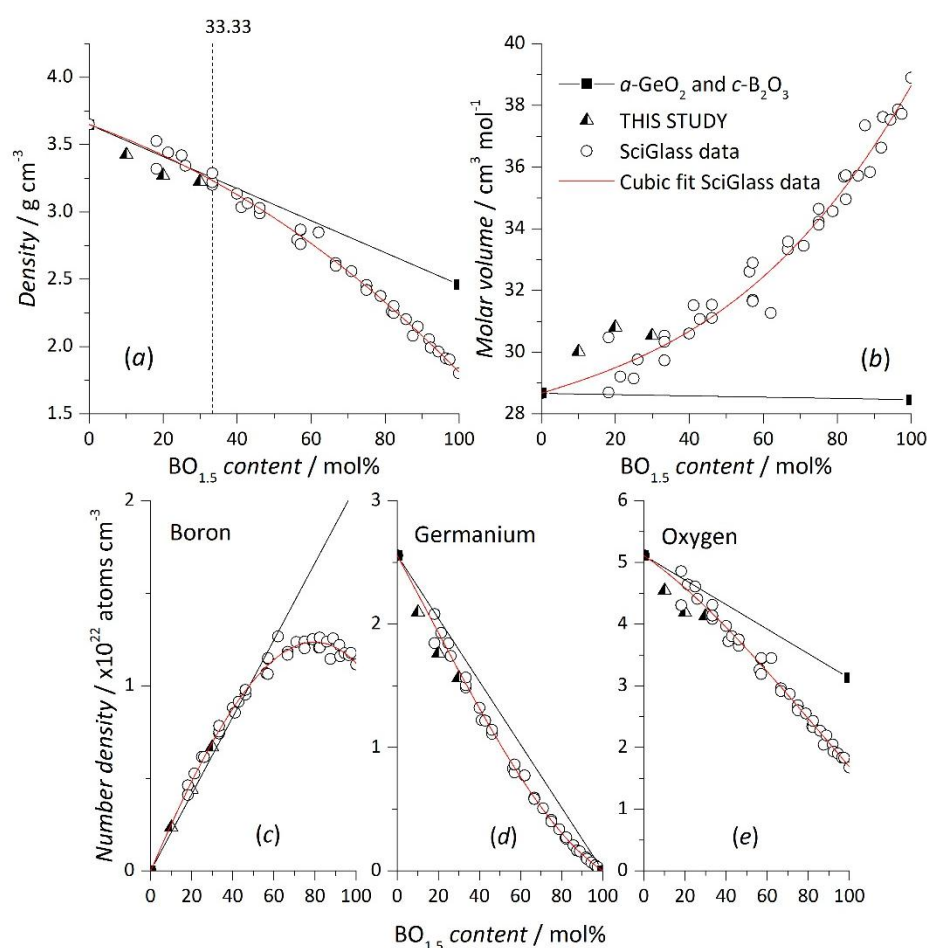 33.33
4.0
3.5
3.0
2.5
2.0
1.5
Density / g cm⁻³
(a)
0 20 40 60 80 100
BO₁.₅ content / mol%
40
38
36
34
32
30
28
Molar volume / cm³ mol⁻¹
a-GeO₂ and c-B₂O₃
THIS STUDY
SciGlass data
Cubic fit SciGlass data
(b)
0 20 40 60 80 100
BO₁.₅ content / mol%
Number density / x10²² atoms cm⁻³
2
1
0
Boron
(c)
0 20 40 60 80 100
3
2
1
0
Germanium
(d)
0 20 40 60 80 100
6
5
4
3
2
1
0
Oxygen
(e)
0 20 40 60 80 100
BO₁.₅ content / mol%